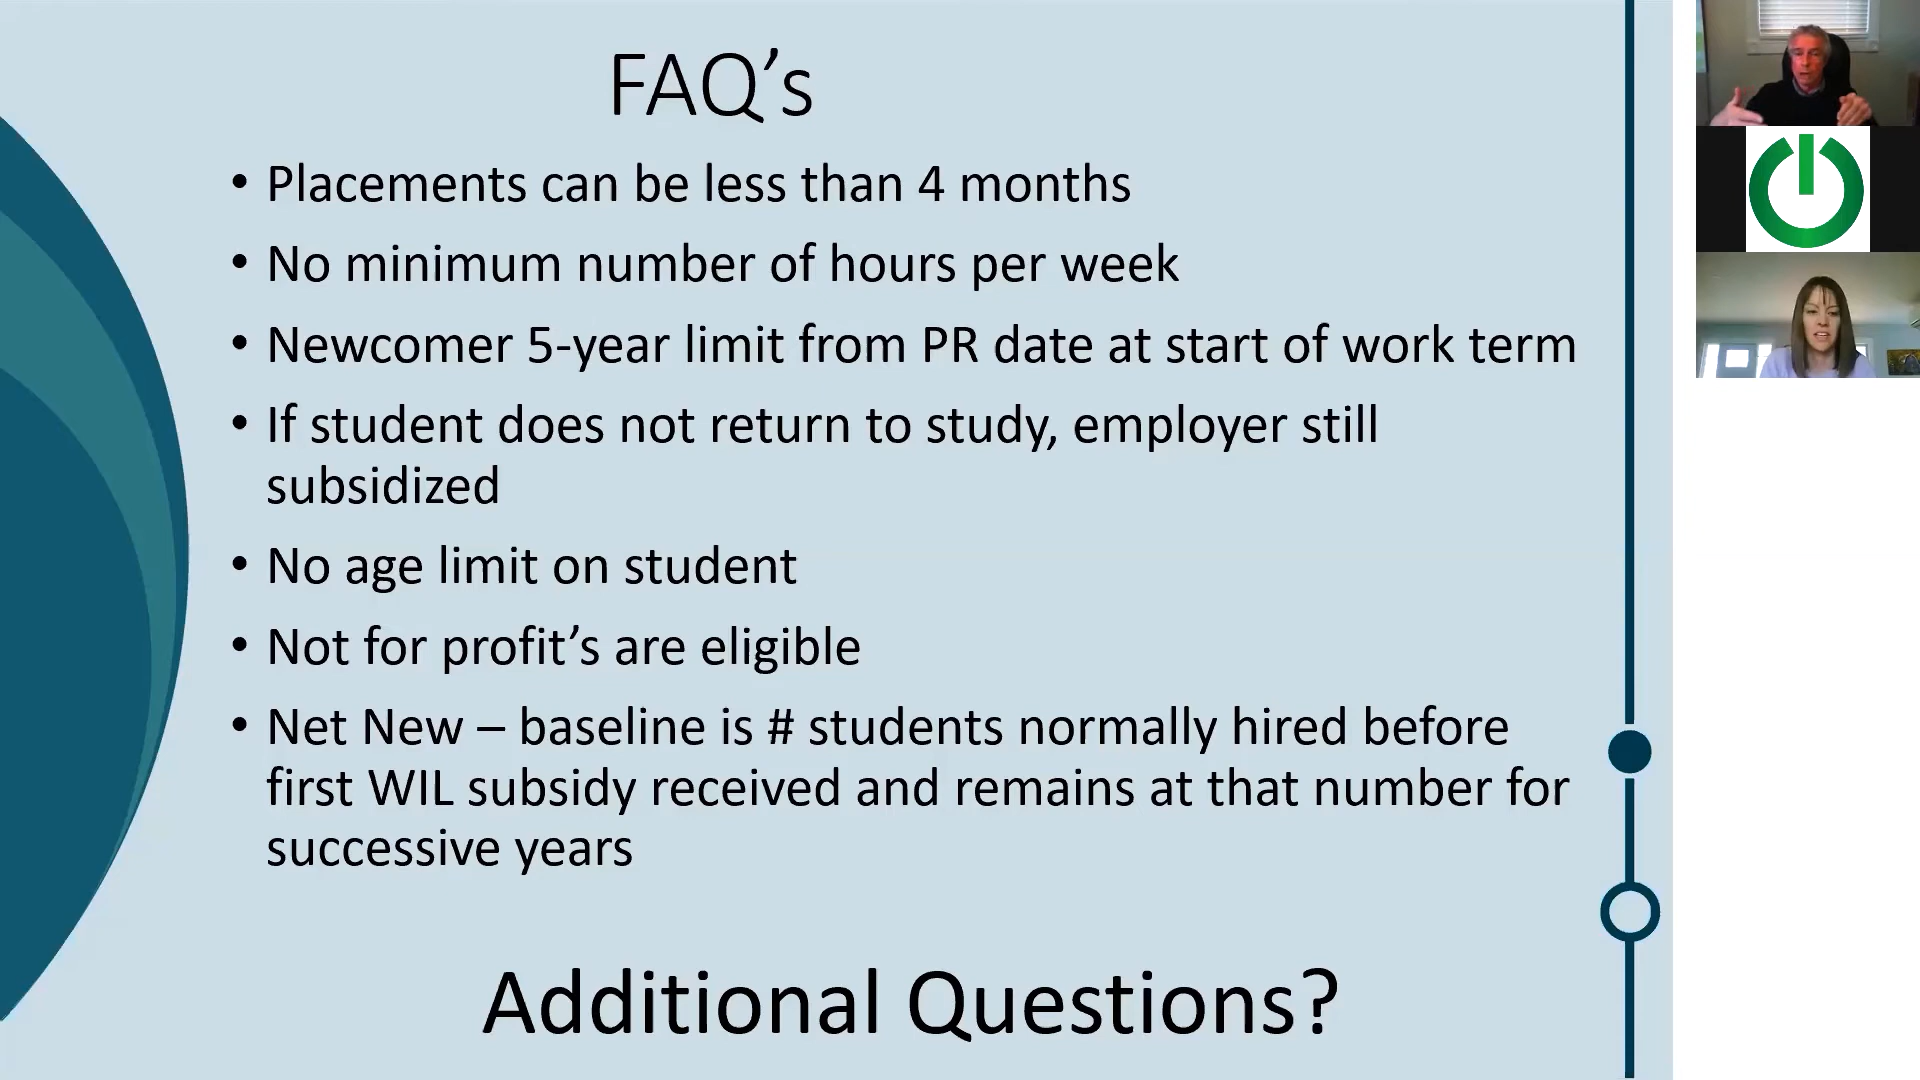 FAQ’s
• Placements can be less than 4 months
• No minimum number of hours per week
• Newcomer 5-year limit from PR date at start of work term
• If student does not return to study, employer still
subsidized
• No age limit on student
• Not for profit’s are eligible
• Net New – baseline is # students normally hired before
first WIL subsidy received and remains at that number for
successive years
Additional Questions?